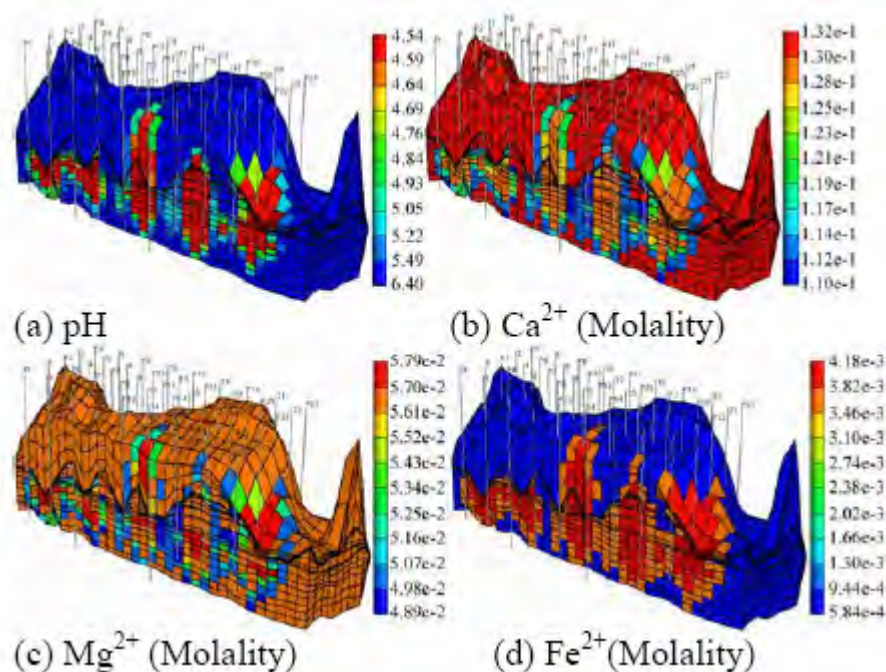 4.54
4.59
4.64
4.69
4.76
4.84
4.93
5.05
5.22
5.49
6.40
(a) pH
1.32e-1
1.30e-1
1.28e-1
1.25e-1
1.23e-1
1.21e-1
1.19e-1
1.17e-1
1.14e-1
1.12e-1
1.10e-1
(b) Ca²⁺ (Molality)
5.79e-2
5.70e-2
5.61e-2
5.52e-2
5.43e-2
5.34e-2
5.25e-2
5.16e-2
5.07e-2
4.98e-2
4.89e-2
(c) Mg²⁺ (Molality)
4.18e-3
3.82e-3
3.46e-3
3.10e-3
2.74e-3
2.38e-3
2.02e-3
1.66e-3
1.30e-3
9.44e-4
5.84e-4
(d) Fe²⁺(Molality)